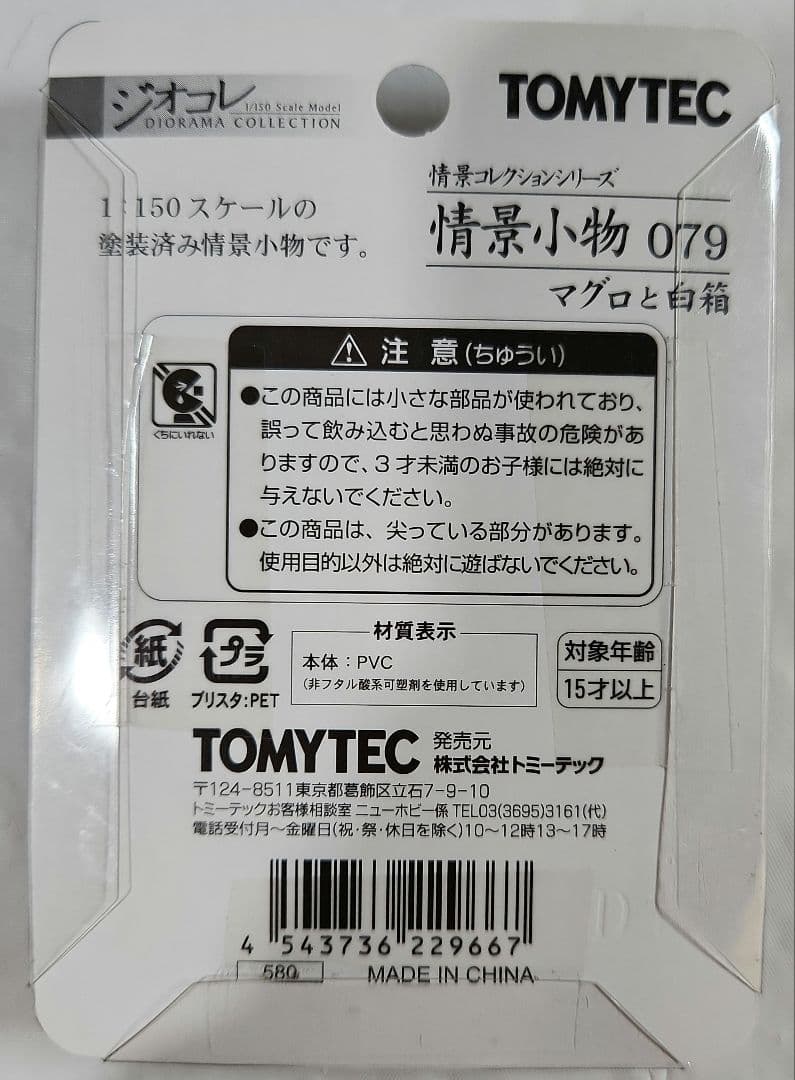 ジオコレ
1/150 Scale Model
DIORAMA COLLECTION
TOMYTEC
情景コレクションシリーズ
情景小物 079
マグロと白箱
1:150スケールの
塗装済み情景小物です。
注 意(ちゅうい)
くちにいれない
●この商品には小さな部品が使われており、
誤って飲み込むと思わぬ事故の危険があ
りますので、3才未満のお子様には絶対に
与えないでください。
●この商品は、尖っている部分があります。
使用目的以外は絶対に遊ばないでください。
紙
台紙
プラ
ブリスタ:PET
材質表示
本体:PVC
(非フタル酸系可塑剤を使用しています)
対象年齢
15才以上
TOMYTEC 発売元
株式会社トミーテック
〒124-8511東京都葛飾区立石7-9-10
トミーテックお客様相談室 ニューホビー係 TEL03(3695)3161(代)
電話受付月~金曜日(祝・祭・休日を除く)10~12時13~17時
4 543736 229667
580
MADE IN CHINA